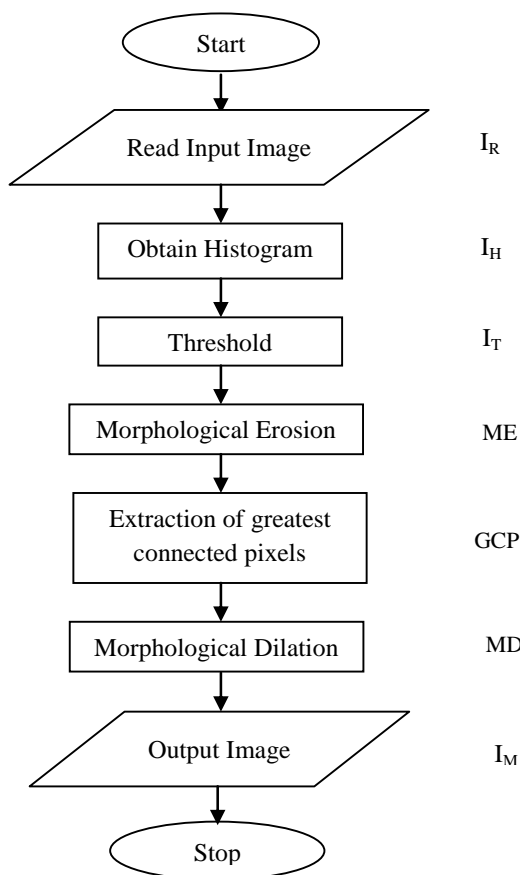 Start
Read Input Image I_R
Obtain Histogram I_H
Threshold I_T
Morphological Erosion ME
Extraction of greatest
connected pixels GCP
Morphological Dilation MD
Output Image I_M
Stop